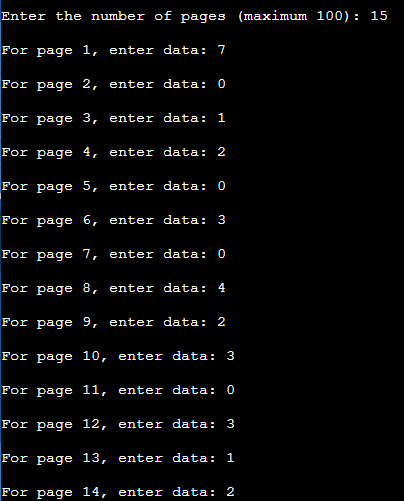 Enter the number of pages (maximum 100): 15
For page 1, enter data: 7
For page 2, enter data: 0
For page 3, enter data: 1
For page 4, enter data: 2
For page 5, enter data: 0
For page 6, enter data: 3
For page 7, enter data: 0
For page 8, enter data: 4
For page 9, enter data: 2
For page 10, enter data: 3
For page 11, enter data: 0
For page 12, enter data: 3
For page 13, enter data: 1
For page 14, enter data: 2